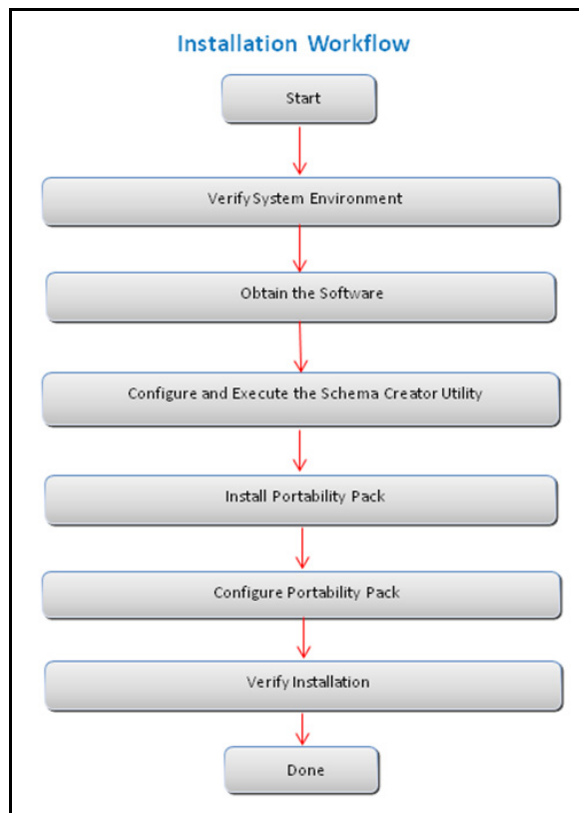 Installation Workflow
Start
Verify System Environment
Obtain the Software
Configure and Execute the Schema Creator Utility
Install Portability Pack
Configure Portability Pack
Verify Installation
Done